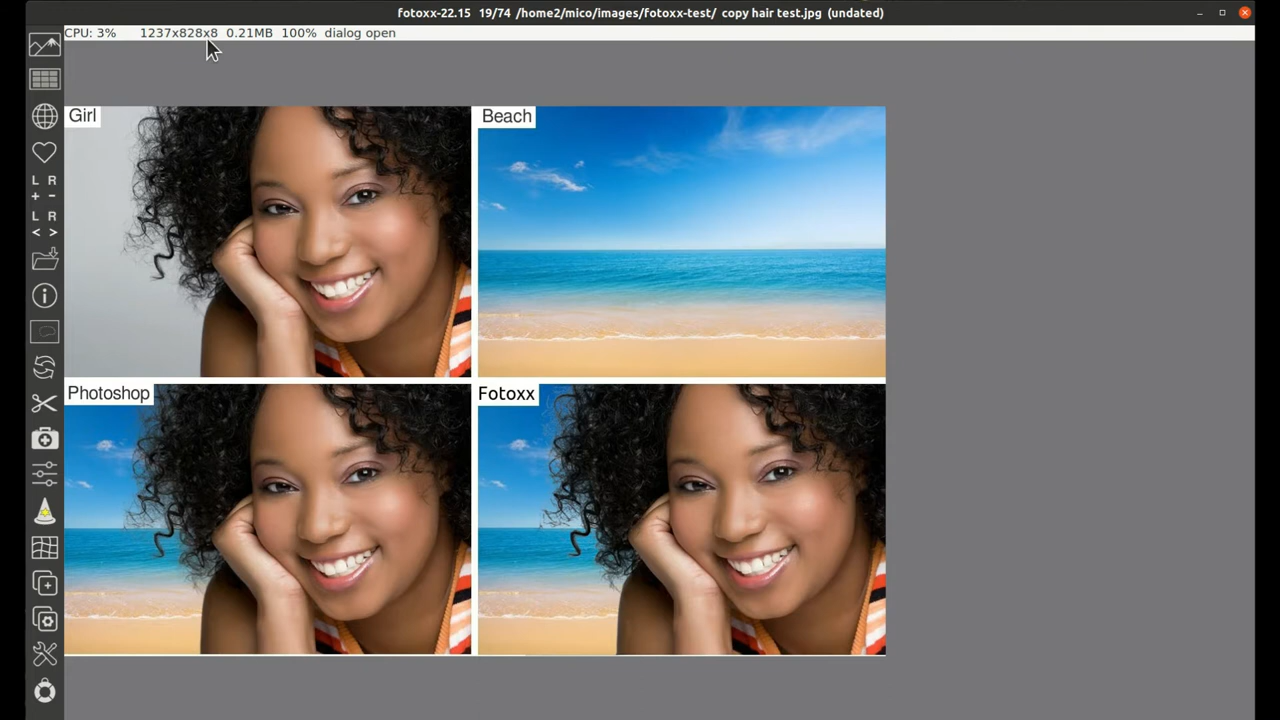 fotoxx-22.15 19/74 /home2/mico/images/fotoxx-test/ copy hair test.jpg (undated)
CPU: 3% 1237x828x8 0.21MB 100% dialog open
Girl
Beach
L R
+ -
L R
< >
Photoshop
Fotoxx